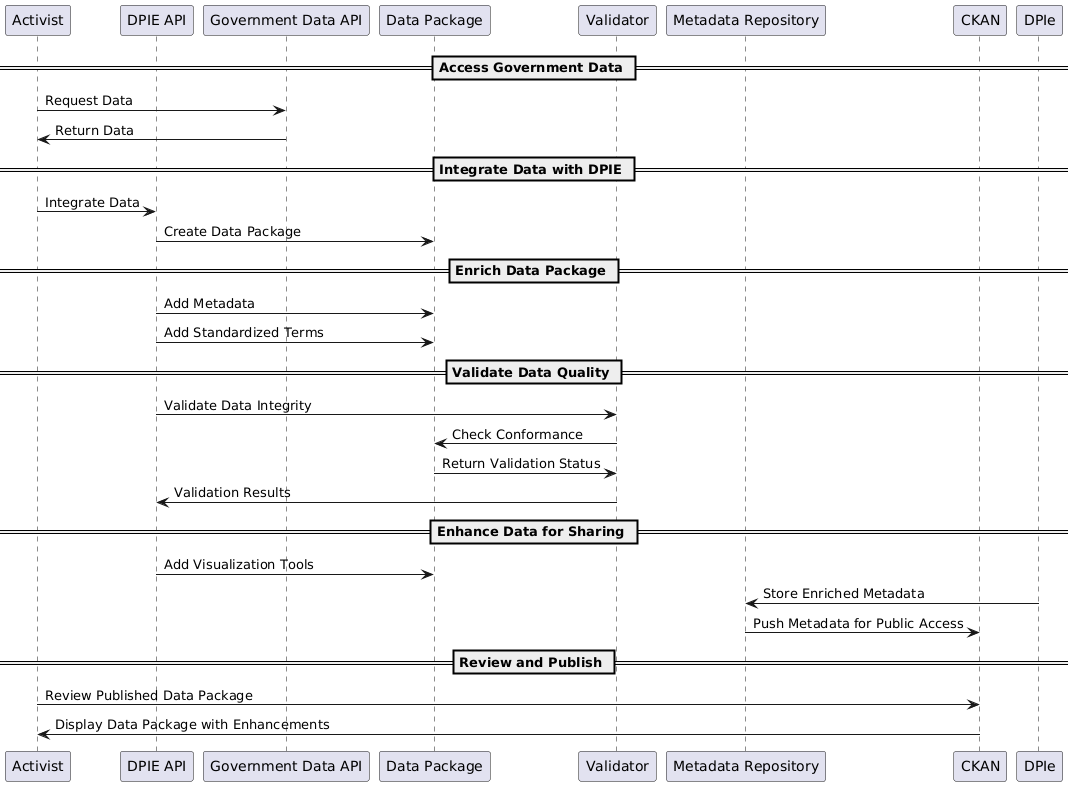 Activist DPIE API Government Data API Data Package Validator Metadata Repository CKAN DPIe
Access Government Data
Request Data
Return Data
Integrate Data with DPIE
Integrate Data
Create Data Package
Enrich Data Package
Add Metadata
Add Standardized Terms
Validate Data Quality
Validate Data Integrity
Check Conformance
Return Validation Status
Validation Results
Enhance Data for Sharing
Add Visualization Tools
Store Enriched Metadata
Push Metadata for Public Access
Review and Publish
Review Published Data Package
Display Data Package with Enhancements
Activist DPIE API Government Data API Data Package Validator Metadata Repository CKAN DPIe